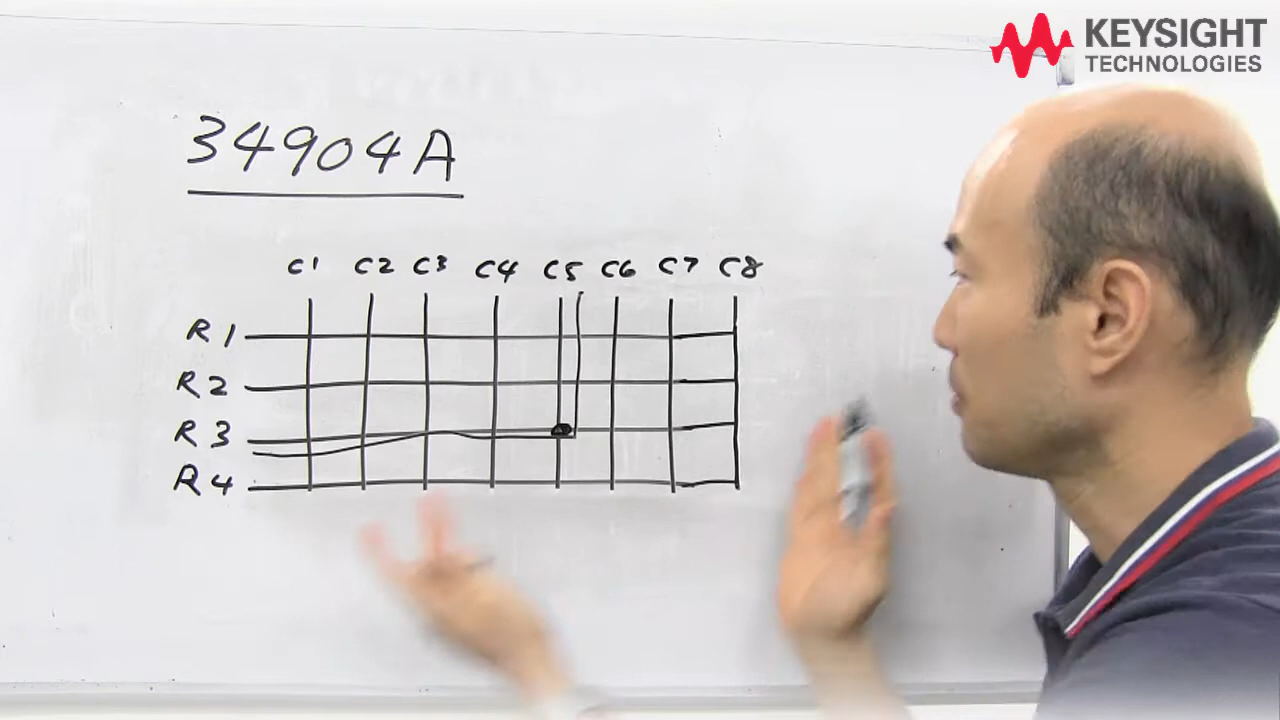 KEYSIGHT
TECHNOLOGIES
34904A
C1 C2 C3 C4 C5 C6 C7 C8
R1
R2
R3
R4